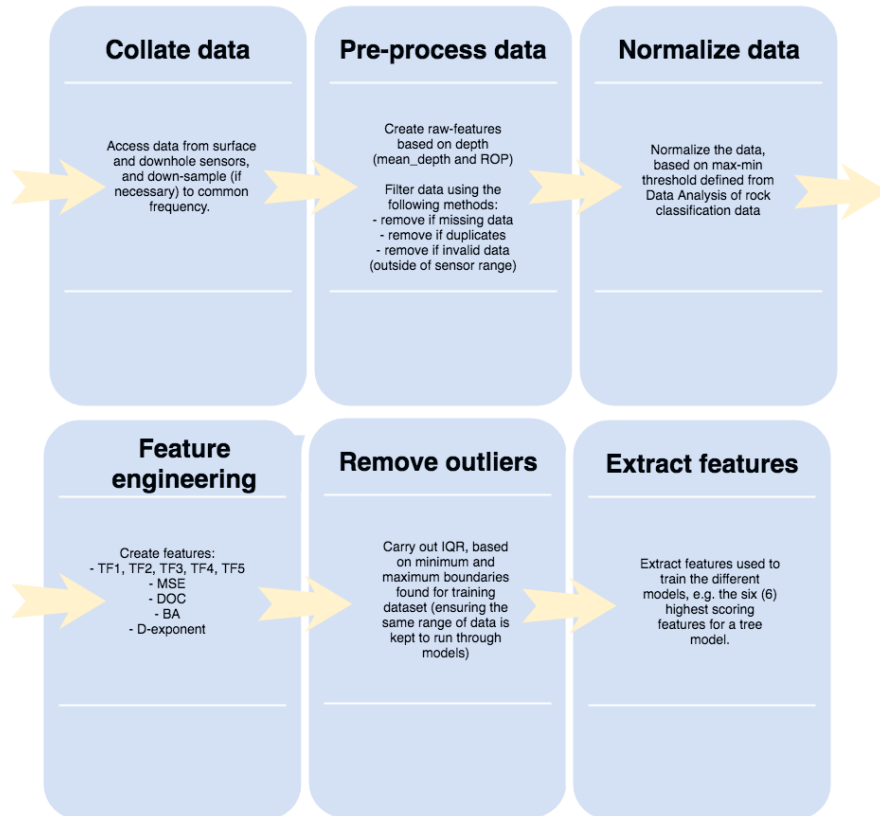 Collate data
Access data from surface
and downhole sensors,
and down-sample (if
necessary) to common
frequency.
Pre-process data
Create raw-features
based on depth
(mean_depth and ROP)
Filter data using the
following methods:
- remove if missing data
- remove if duplicates
- remove if invalid data
(outside of sensor range)
Normalize data
Normalize the data,
based on max-min
threshold defined from
Data Analysis of rock
classification data
Feature
engineering
Create features:
- TF1, TF2, TF3, TF4, TF5
- MSE
- DOC
- BA
- D-exponent
Remove outliers
Carry out IQR, based
on minimum and
maximum boundaries
found for training
dataset (ensuring the
same range of data is
kept to run through
models)
Extract features
Extract features used to
train the different
models, e.g. the six (6)
highest scoring
features for a tree
model.